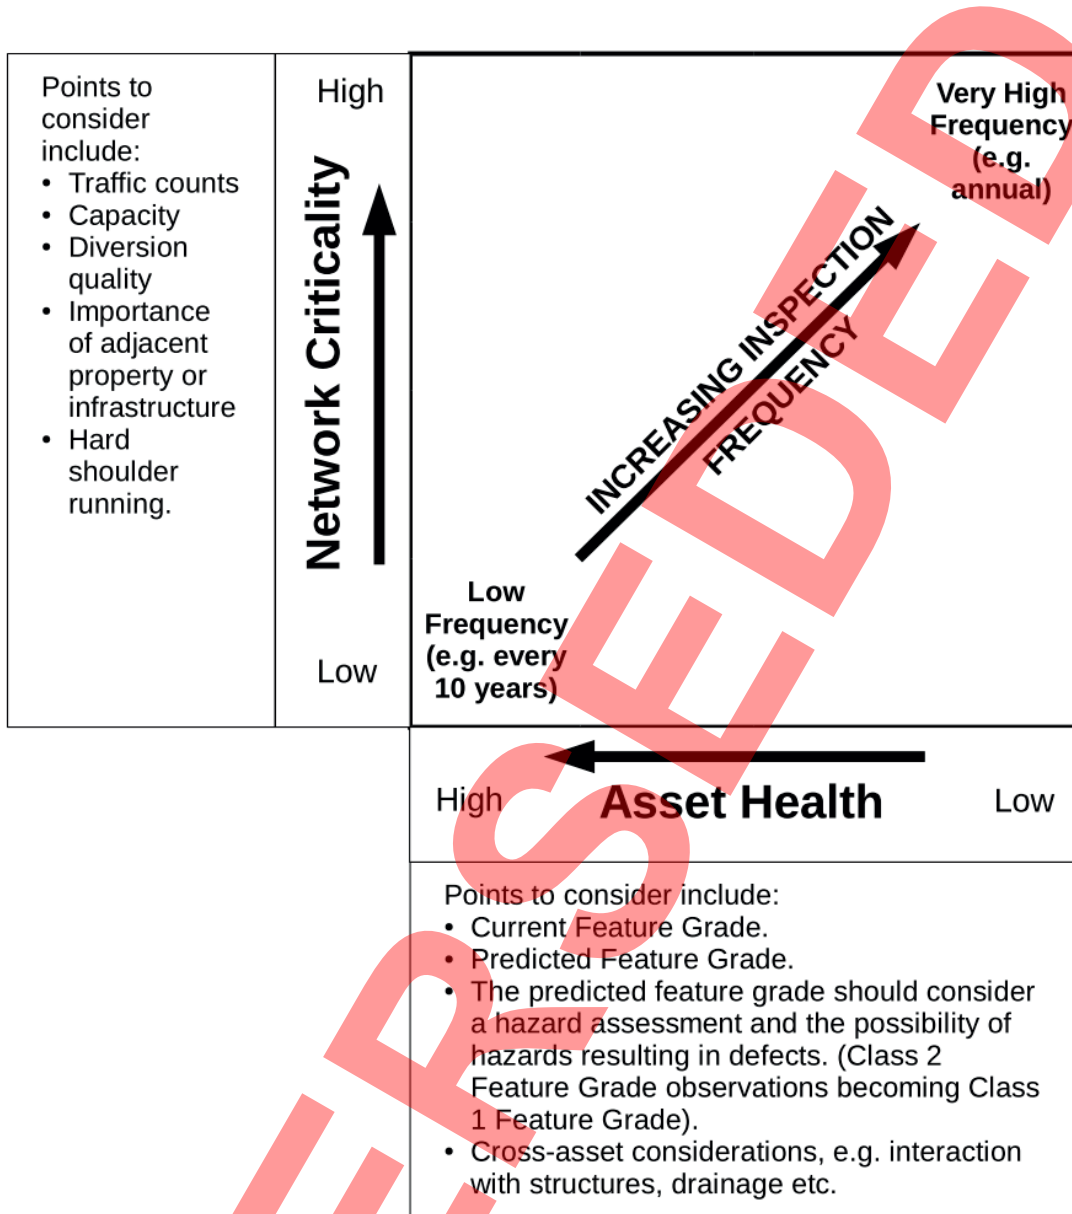 Points to
consider
include:
• Traffic counts
• Capacity
• Diversion
quality
• Importance
of adjacent
property or
infrastructure
• Hard
shoulder
running.
High
Network Criticality
Low
Very High
Frequency
(e.g.
annual)
INCREASING INSPECTION
FREQUENCY
Low
Frequency
(e.g. every
10 years)
High
Asset Health
Low
Points to consider include:
• Current Feature Grade.
• Predicted Feature Grade.
• The predicted feature grade should consider
a hazard assessment and the possibility of
hazards resulting in defects. (Class 2
Feature Grade observations becoming Class
1 Feature Grade).
• Cross-asset considerations, e.g. interaction
with structures, drainage etc.
ERSEDED